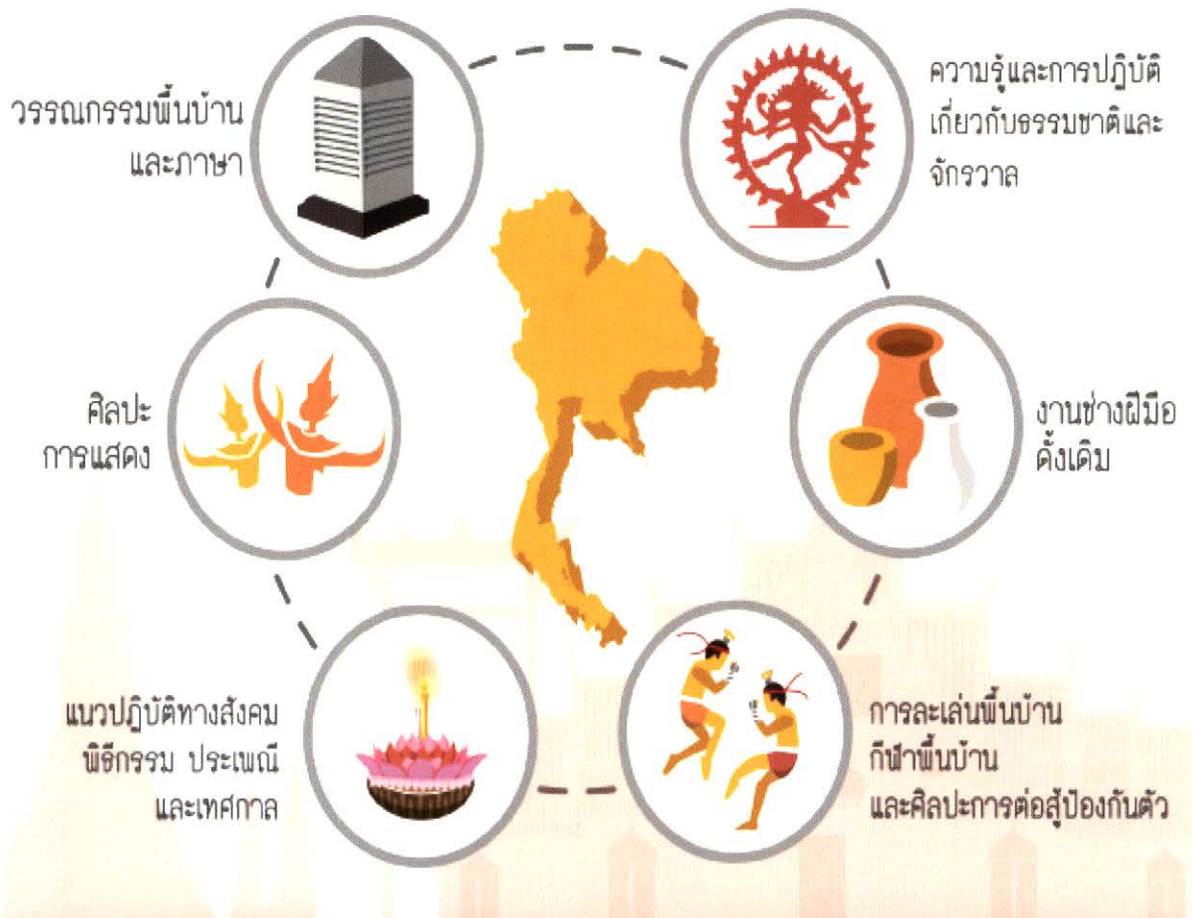 วรรณกรรมพื้นบ้าน
และภาษา
ความรู้และการปฏิบัติ
เกี่ยวกับธรรมชาติและ
จักรวาล
ศิลปะ
การแสดง
งานช่างฝีมือ
ดั้งเดิม
แนวปฏิบัติทางสังคม
พิธีกรรม ประเพณี
และเทศกาล
การละเล่นพื้นบ้าน
กีฬาพื้นบ้าน
และศิลปะการต่อสู้ป้องกันตัว